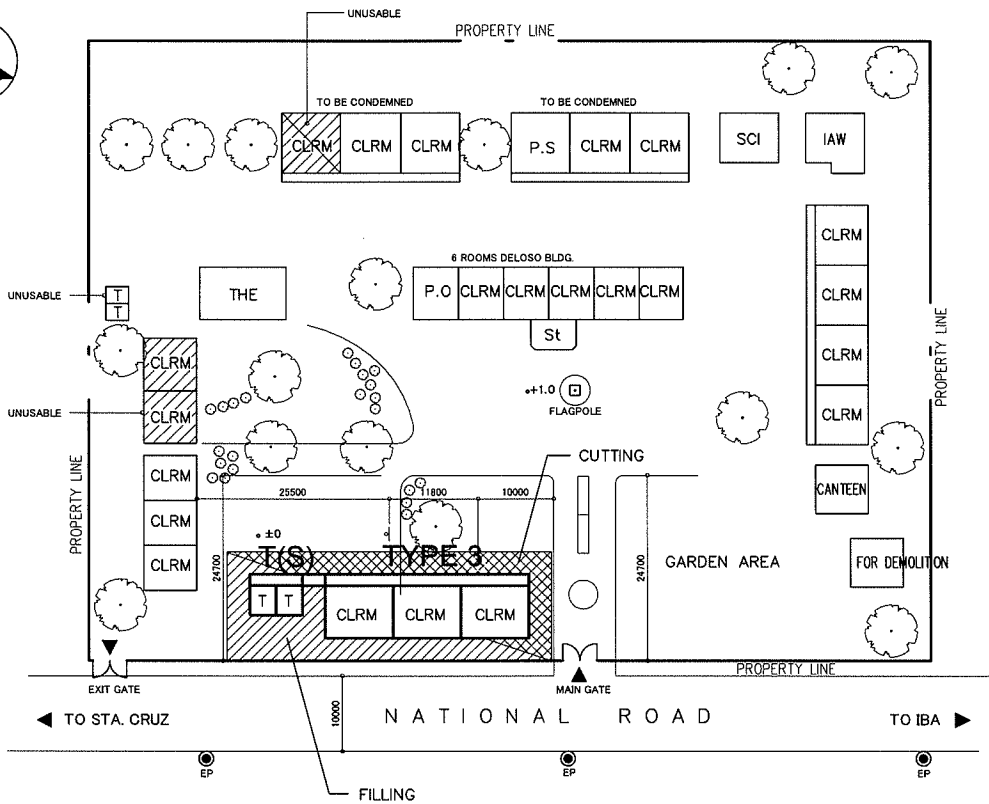 UNUSABLE
PROPERTY LINE
TO BE CONDEMNED
TO BE CONDEMNED
CLRM
CLRM
CLRM
P.S
CLRM
CLRM
SCI
IAW
CLRM
CLRM
CLRM
CLRM
6 ROOMS DELOSO BLDG.
P.O
CLRM
CLRM
CLRM
CLRM
CLRM
St
THE
UNUSABLE
T
T
CLRM
UNUSABLE
CLRM
+1.0
FLAGPOLE
PROPERTY LINE
PROPERTY LINE
CLRM
CLRM
CLRM
CUTTING
25500
11800
10000
CANTEEN
±0
T(S)
TYPE 3
24700
24700
GARDEN AREA
FOR DEMOLITION
T
T
CLRM
CLRM
CLRM
PROPERTY LINE
EXIT GATE
MAIN GATE
10000
TO STA. CRUZ
NATIONAL ROAD
TO IBA
EP
EP
EP
FILLING